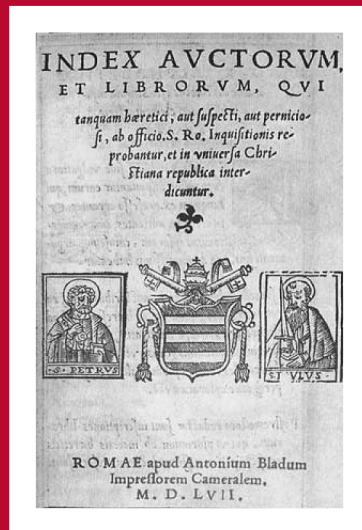 INDEX AVCTORVM,
ET LIBRORVM, QVI
tanquam hæretici, aut ſuſpecti, aut pernicio-
ſi, ab officio. S. Ro. Inquiſitionis re-
probantur, et in vniuerſa Chri-
ſtiana republica inter-
dicuntur.
·S· PETRVS
VLVS·
ROMAE apud Antonium Bladum
Impreſſorem Cameralem.
M. D. LVII.